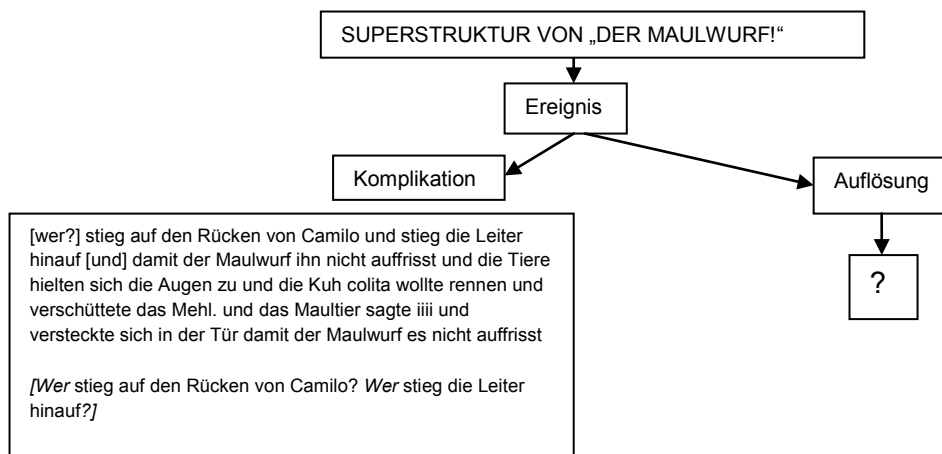 SUPERSTRUKTUR VON „DER MAULWURF!“
Ereignis
Komplikation
Auflösung
[wer?] stieg auf den Rücken von Camilo und stieg die Leiter
hinauf [und] damit der Maulwurf ihn nicht auffrisst und die Tiere
hielten sich die Augen zu und die Kuh colita wollte rennen und
verschüttete das Mehl. und das Maultier sagte iiii und
versteckte sich in der Tür damit der Maulwurf es nicht auffrisst
[Wer stieg auf den Rücken von Camilo? Wer stieg die Leiter
hinauf?]
?